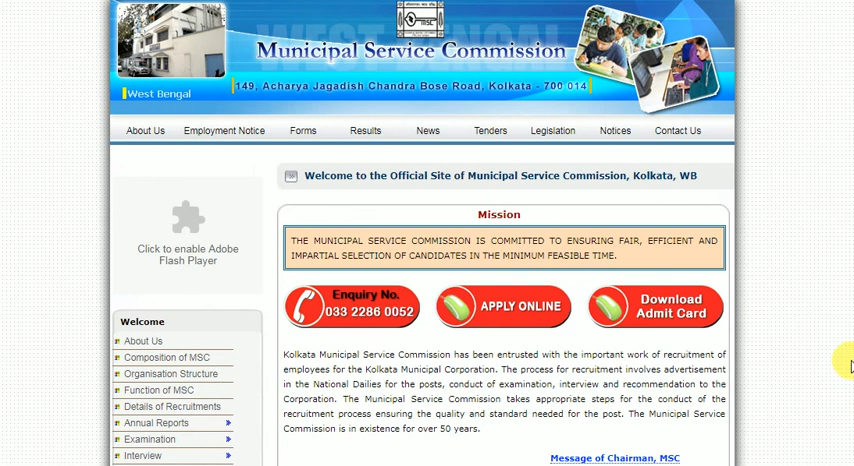 WEST BENGAL
MSC
Municipal Service Commission
149, Acharya Jagadish Chandra Bose Road, Kolkata - 700 014
West Bengal
About Us Employment Notice Forms Results News Tenders Legislation Notices Contact Us
Welcome to the Official Site of Municipal Service Commission, Kolkata, WB
Click to enable Adobe
Flash Player
Mission
THE MUNICIPAL SERVICE COMMISSION IS COMMITTED TO ENSURING FAIR, EFFICIENT AND
IMPARTIAL SELECTION OF CANDIDATES IN THE MINIMUM FEASIBLE TIME.
Enquiry No.
033 2286 0052
APPLY ONLINE
Download
Admit Card
Welcome
About Us
Composition of MSC
Organisation Structure
Function of MSC
Details of Recruitments
Annual Reports
Examination
Interview
Kolkata Municipal Service Commission has been entrusted with the important work of recruitment of
employees for the Kolkata Municipal Corporation. The process for recruitment involves advertisement
in the National Dailies for the posts, conduct of examination, interview and recommendation to the
Corporation. The Municipal Service Commission takes appropriate steps for the conduct of the
recruitment process ensuring the quality and standard needed for the post. The Municipal Service
Commission is in existence for over 50 years.
Message of Chairman, MSC